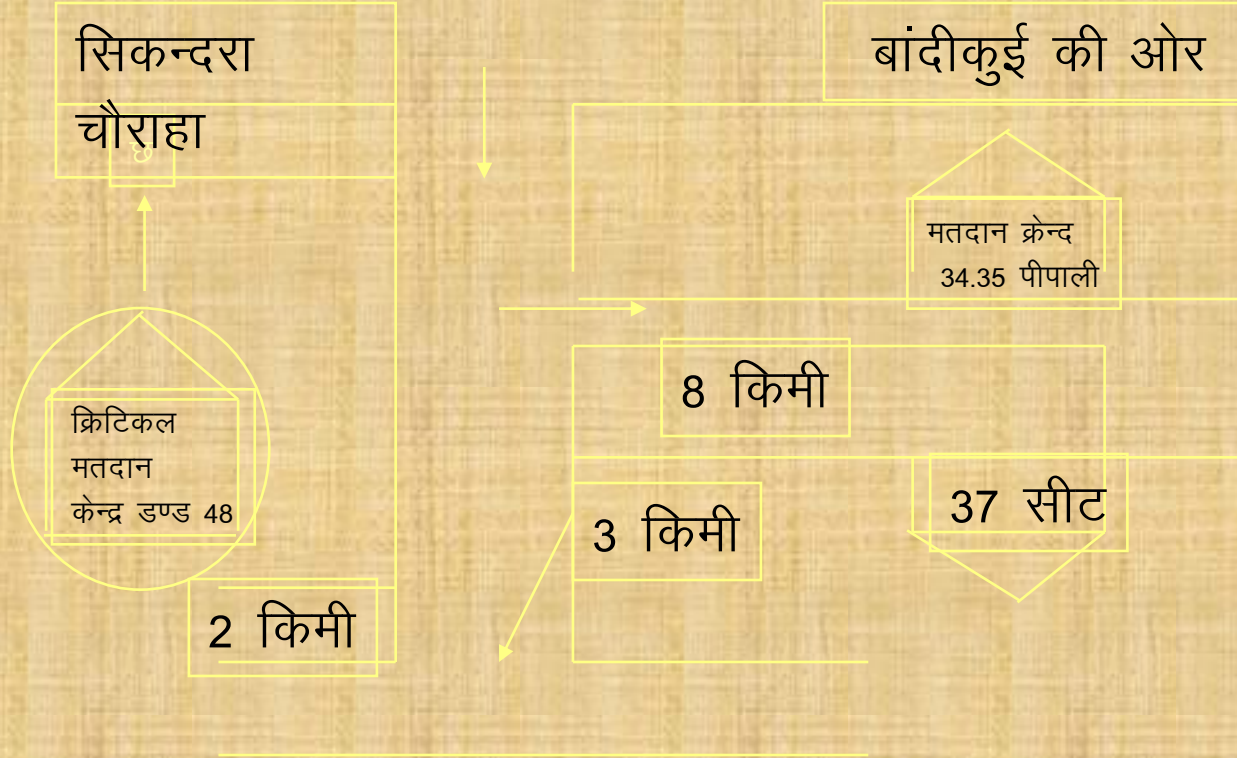 सिकन्दरा
चौराहा
छ
बांदीकुई की ओर
मतदान क्रेन्द
34.35 पीपाली
8 किमी
क्रिटिकल
मतदान
केन्द्र डण्ड 48
37 सीट
3 किमी
2 किमी